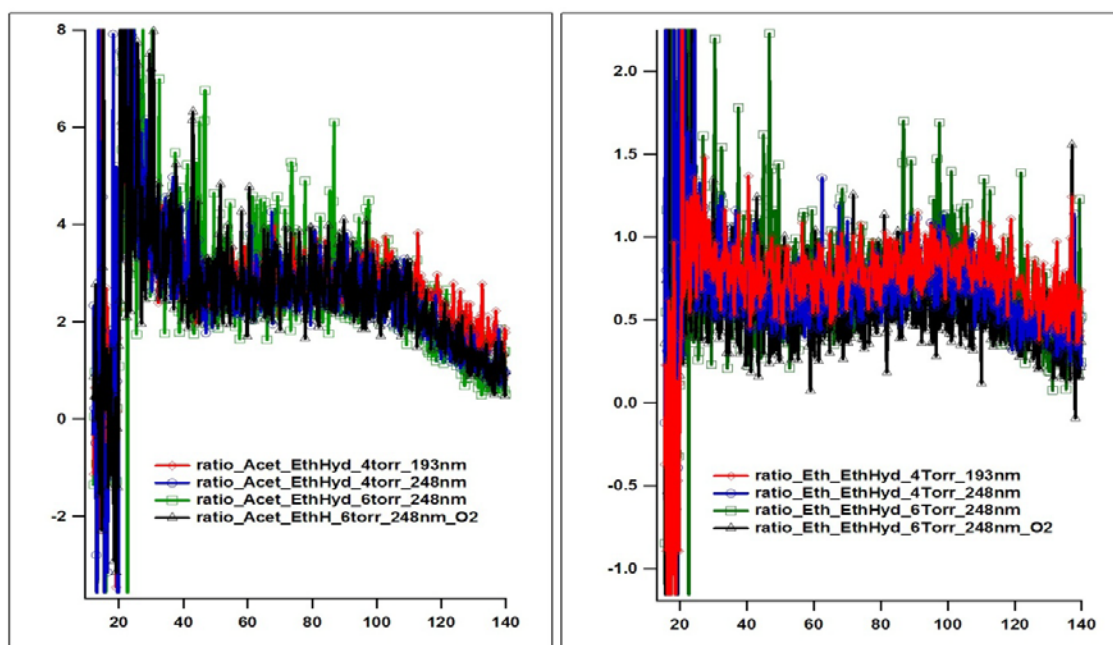 8
6
4
2
0
-2
ratio_Acet_EthHyd_4torr_193nm
ratio_Acet_EthHyd_4torr_248nm
ratio_Acet_EthHyd_6torr_248nm
ratio_Acet_EthH_6torr_248nm_O2
20 40 60 80 100 120 140
2.0
1.5
1.0
0.5
0.0
-0.5
-1.0
ratio_Eth_EthHyd_4Torr_193nm
ratio_Eth_EthHyd_4Torr_248nm
ratio_Eth_EthHyd_6Torr_248nm
ratio_Eth_EthHyd_6Torr_248nm_O2
20 40 60 80 100 120 140